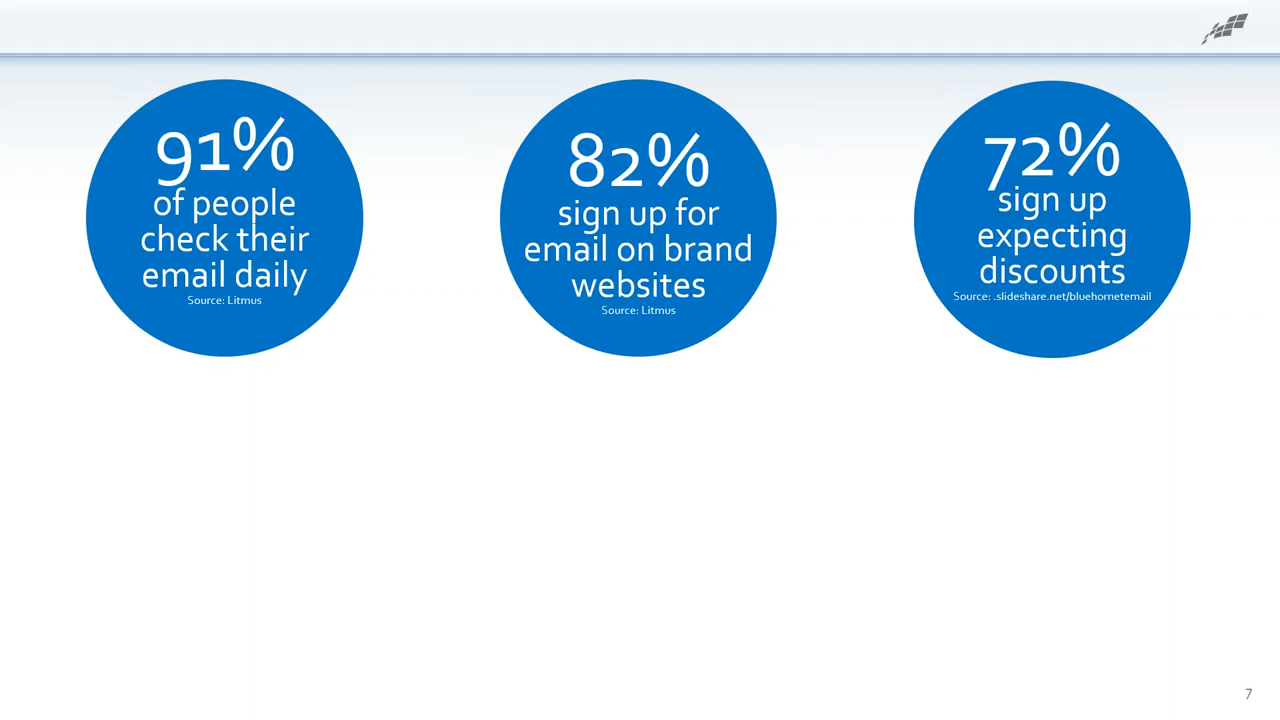 91%
of people
check their
email daily
Source: Litmus
82%
sign up for
email on brand
websites
Source: Litmus
72%
sign up
expecting
discounts
Source: .slideshare.net/bluehornetemail
7